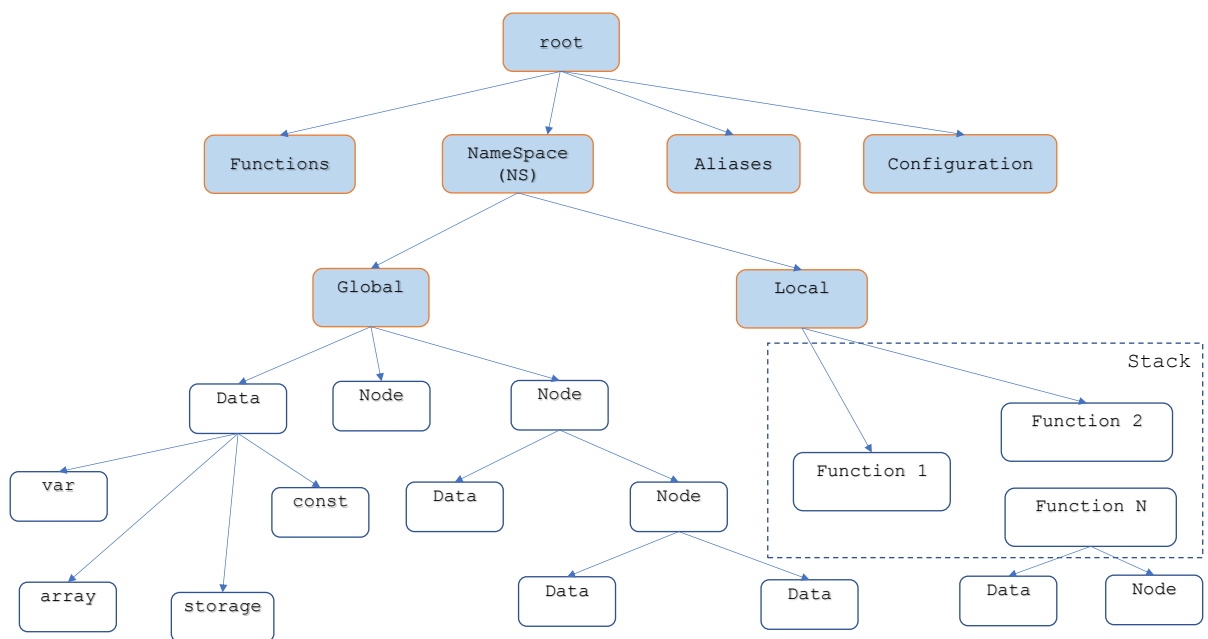 root
Functions
NameSpace
(NS)
Aliases
Configuration
Global
Local
Stack
Data
Node
Node
Function 2
var
const
Data
Node
Function 1
Function N
array
storage
Data
Data
Data
Node